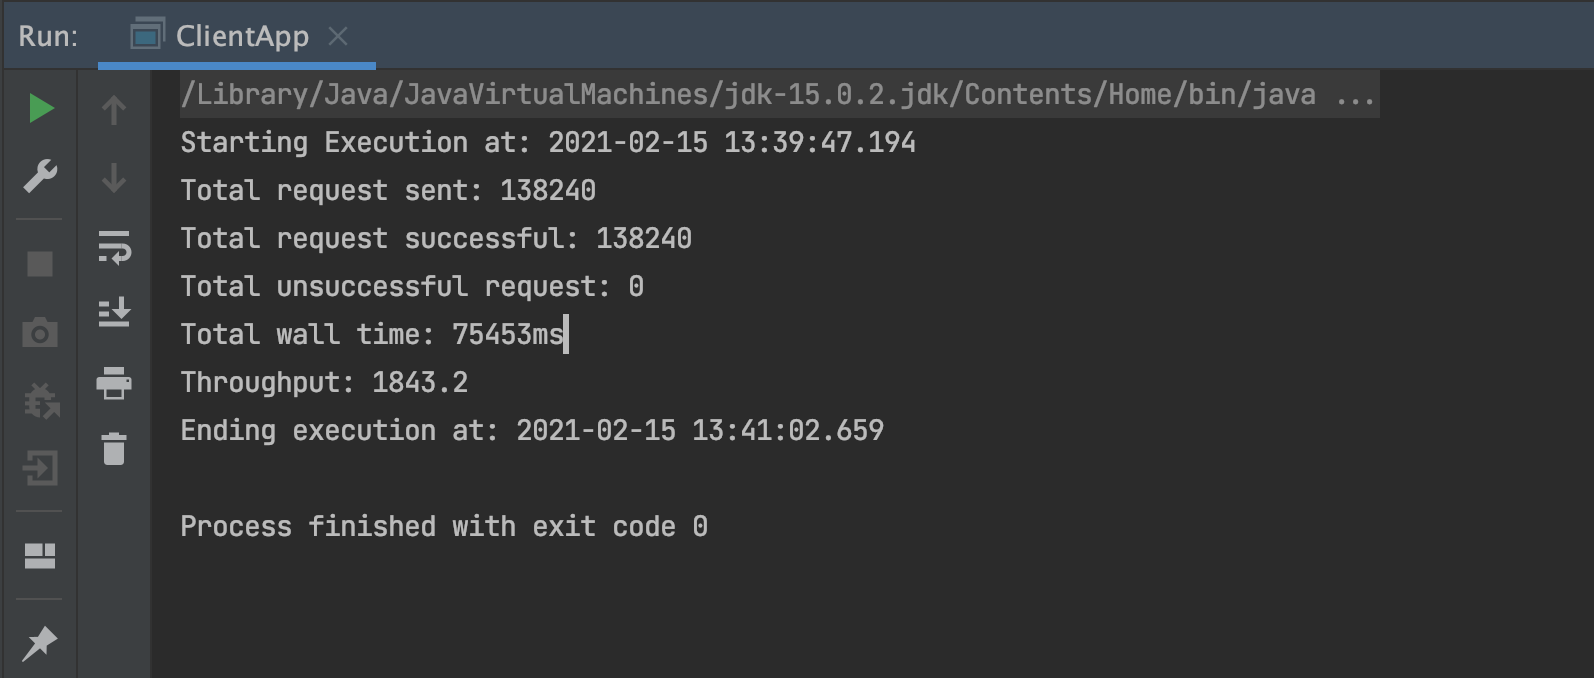 Run: ClientApp
/Library/Java/JavaVirtualMachines/jdk-15.0.2.jdk/Contents/Home/bin/java ...
Starting Execution at: 2021-02-15 13:39:47.194
Total request sent: 138240
Total request successful: 138240
Total unsuccessful request: 0
Total wall time: 75453ms
Throughput: 1843.2
Ending execution at: 2021-02-15 13:41:02.659
Process finished with exit code 0